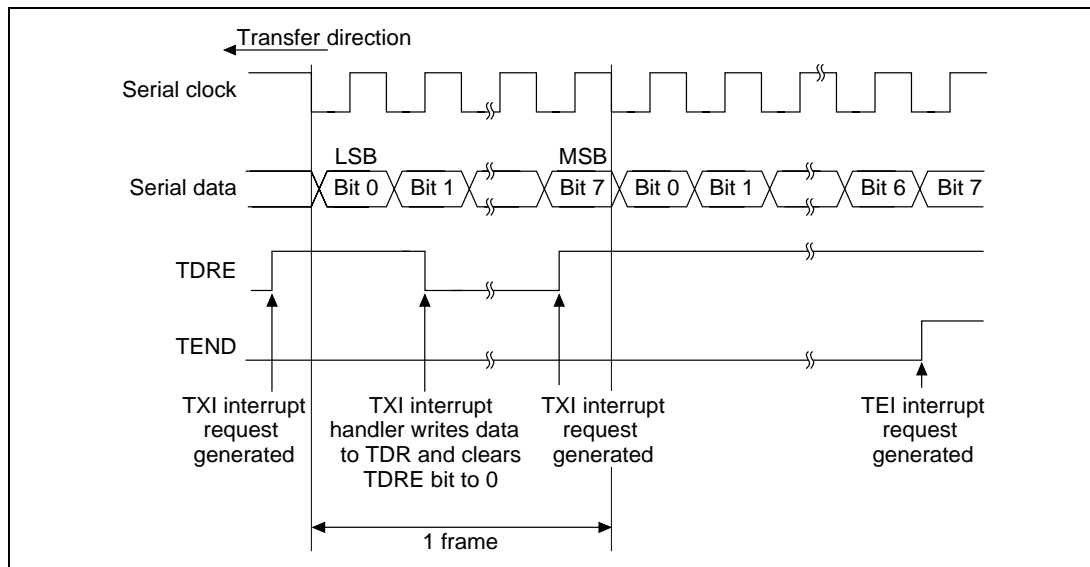 Transfer direction
Serial clock
LSB
MSB
Serial data
Bit 0
Bit 1
Bit 7
Bit 0
Bit 1
Bit 6
Bit 7
TDRE
TEND
TXI interrupt
request
generated
TXI interrupt
handler writes data
to TDR and clears
TDRE bit to 0
TXI interrupt
request
generated
TEI interrupt
request
generated
1 frame